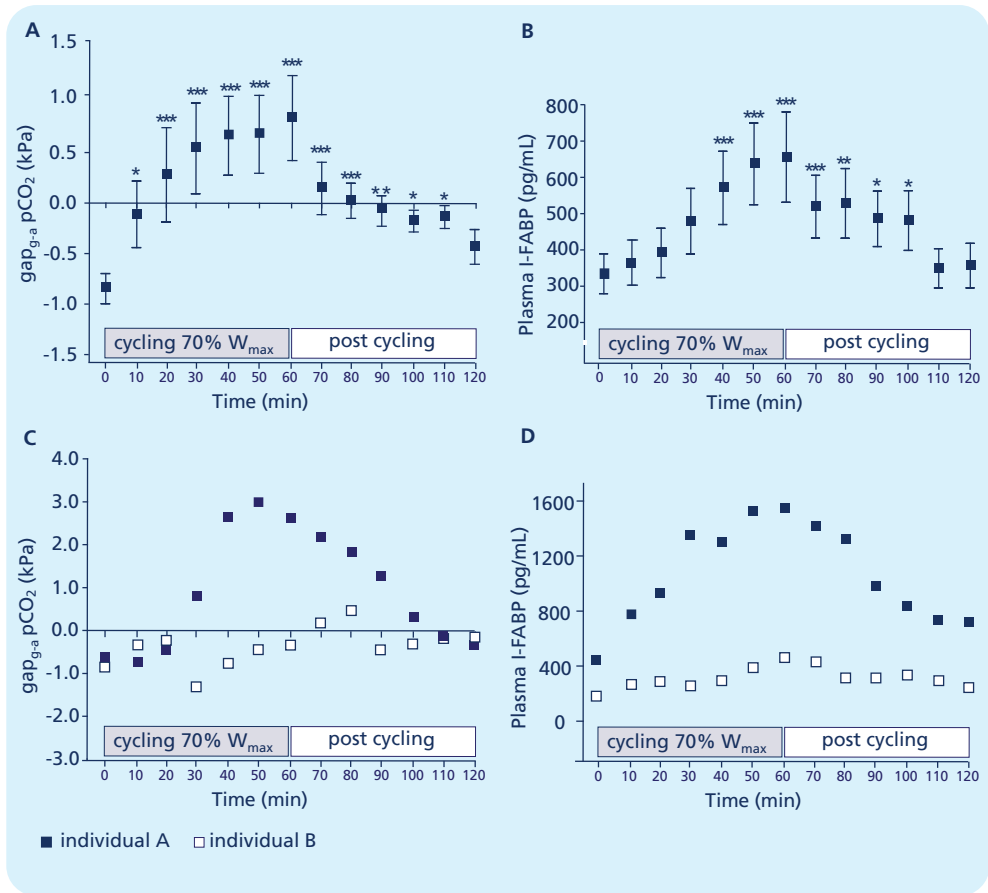 A
gap g-a pCO₂ (kPa)
1.5
1.0
0.5
0.0
-0.5
-1.0
-1.5
*
***
***
***
***
***
***
***
**
*
*
cycling 70% Wmax
post cycling
0 10 20 30 40 50 60 70 80 90 100 110 120
Time (min)
B
Plasma I-FABP (pg/mL)
800
700
600
500
400
300
200
***
***
***
***
**
*
*
cycling 70% Wmax
post cycling
0 10 20 30 40 50 60 70 80 90 100 110 120
Time (min)
C
gap g-a pCO₂ (kPa)
4.0
3.0
2.0
1.0
0.0
-1.0
-2.0
-3.0
cycling 70% Wmax
post cycling
0 10 20 30 40 50 60 70 80 90 100 110 120
Time (min)
D
Plasma I-FABP (pg/mL)
1600
1200
800
400
0
cycling 70% Wmax
post cycling
0 10 20 30 40 50 60 70 80 90 100 110 120
Time (min)
individual A
individual B